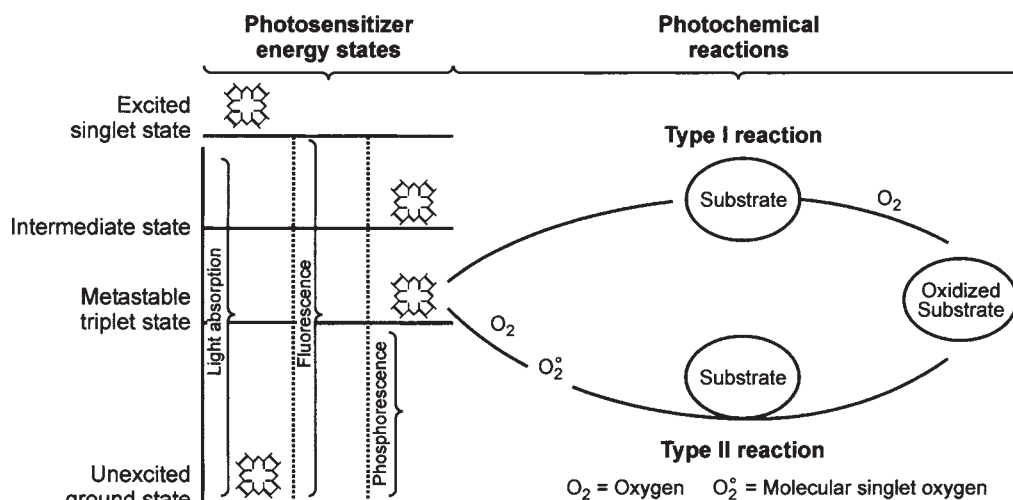 Photosensitizer
energy states
Photochemical
reactions
Excited
singlet state
Intermediate state
Metastable
triplet state
Unexcited
ground state
Light absorption
Fluorescence
Phosphorescence
Type I reaction
Substrate
O₂
Oxidized
Substrate
O₂
O₂°
Substrate
Type II reaction
O₂ = Oxygen O₂° = Molecular singlet oxygen